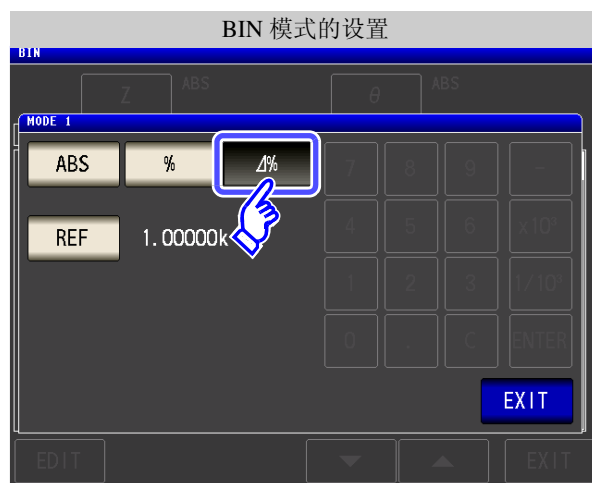 BIN 模式的设置
BIN
Z ABS θ ABS
MODE 1
ABS % Δ% 7 8 9 -
REF 1.00000k 4 5 6 x10³
1 2 3 1/10³
0 . C ENTER
EXIT
EDIT EXIT